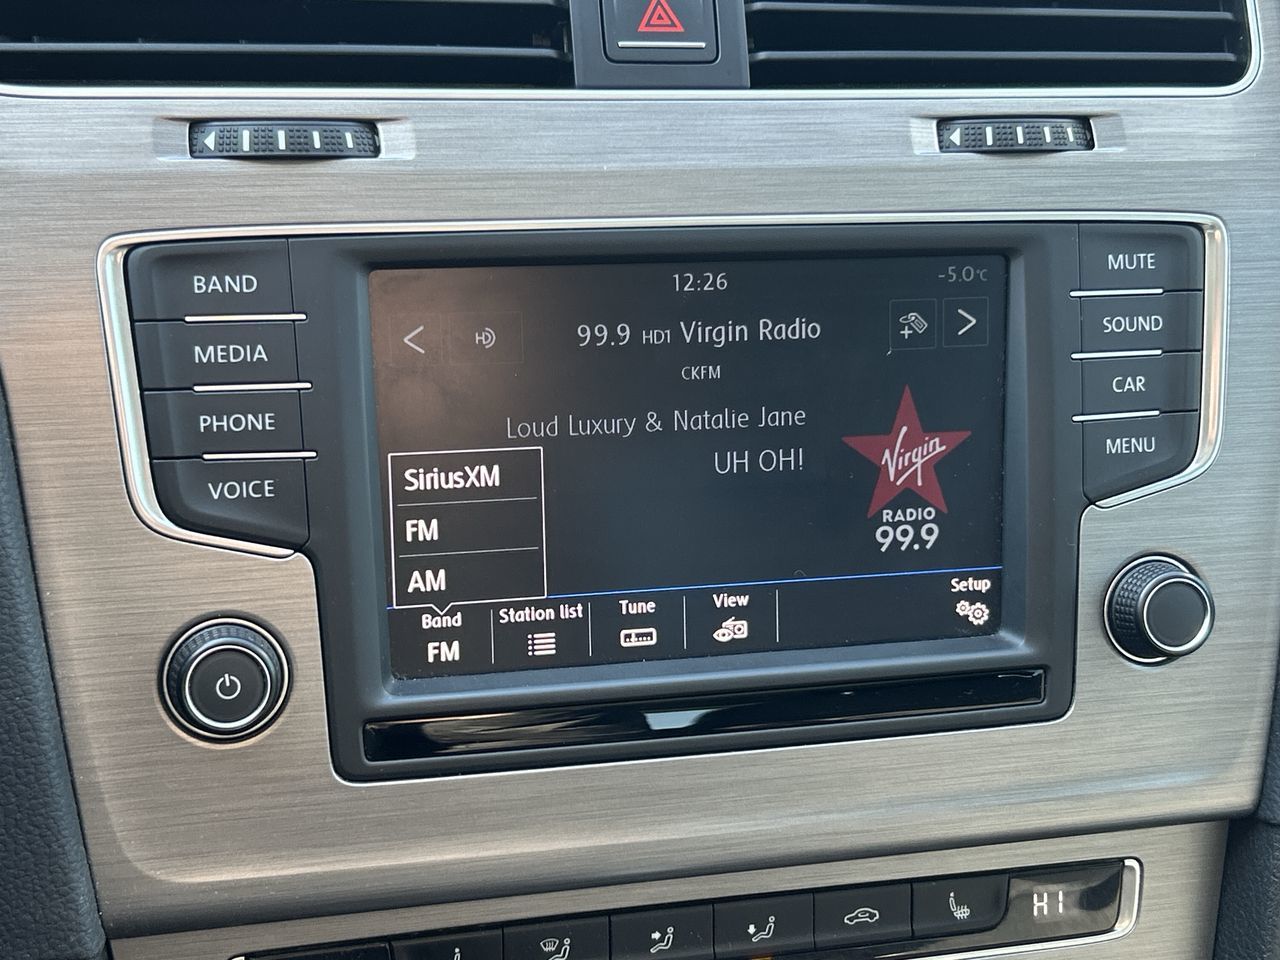 BAND
MEDIA
PHONE
VOICE
12:26
-5.0°C
HD
99.9 HD1 Virgin Radio
CKFM
Loud Luxury & Natalie Jane
UH OH!
Virgin
RADIO
99.9
SiriusXM
FM
AM
Band
FM
Station list
Tune
View
Setup
MUTE
SOUND
CAR
MENU
HI